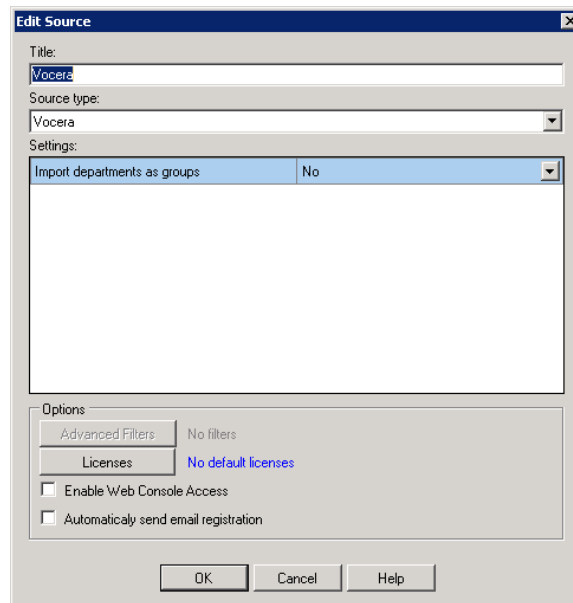 Edit Source
Title:
Vocera
Source type:
Vocera
Settings:
Import departments as groups No
Options
Advanced Filters No filters
Licenses No default licenses
Enable Web Console Access
Automaticaly send email registration
OK Cancel Help